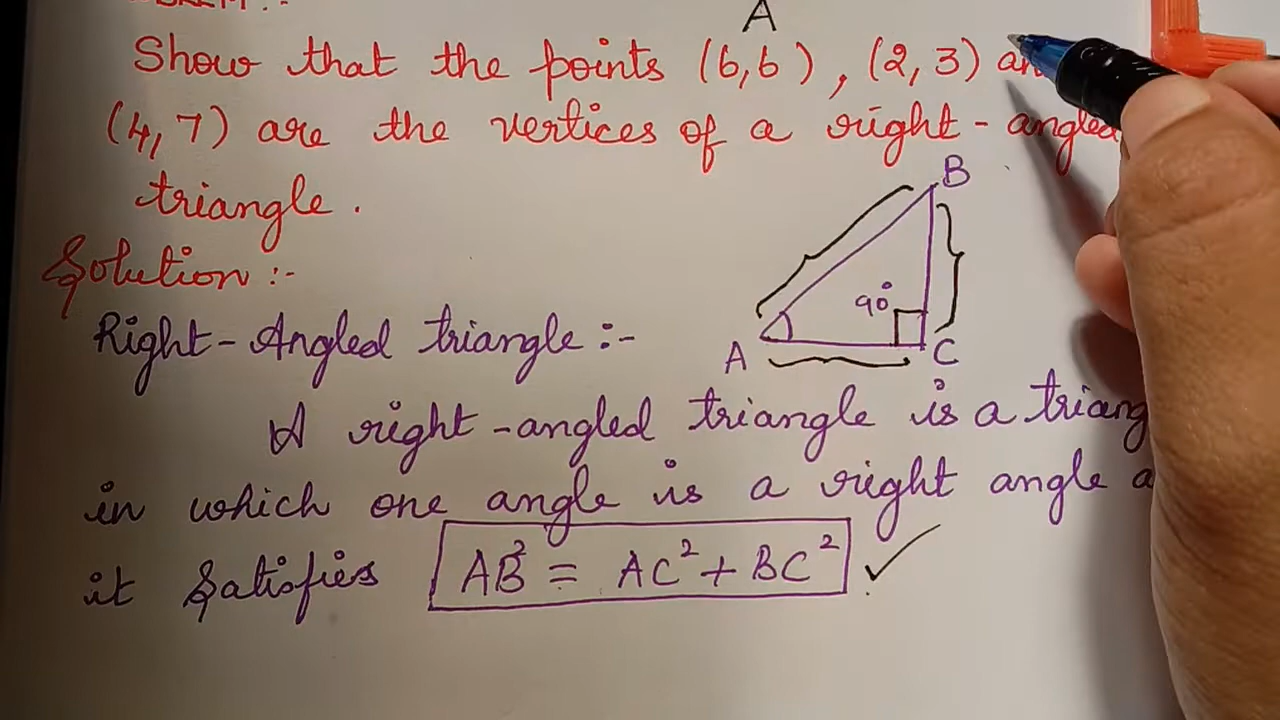 A
Show that the points (6,6), (2,3)
(4,7) are the vertices of a right-angled
triangle.
B
Solution :-
90°
Right-Angled triangle :-
A
C
A right-angled triangle is a
in which one angle is a right angle
it satisfies AB² = AC² + BC²